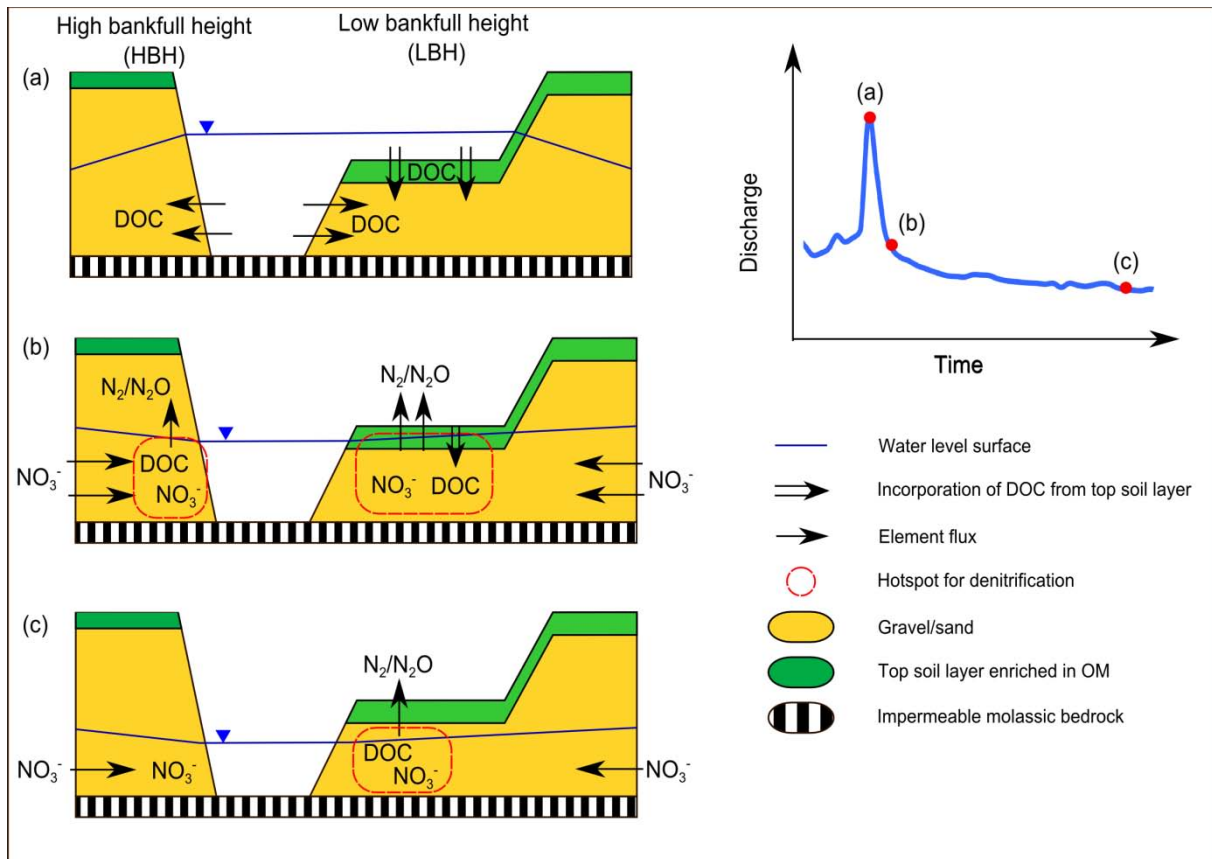 High bankfull height
(HBH)
Low bankfull height
(LBH)
(a)
DOC
DOC
DOC
(b)
N₂/N₂O
N₂/N₂O
NO₃⁻
DOC
NO₃⁻
NO₃⁻
DOC
NO₃⁻
(c)
N₂/N₂O
NO₃⁻
NO₃⁻
DOC
NO₃⁻
NO₃⁻
Discharge
(a)
(b)
(c)
Time
Water level surface
Incorporation of DOC from top soil layer
Element flux
Hotspot for denitrification
Gravel/sand
Top soil layer enriched in OM
Impermeable molassic bedrock